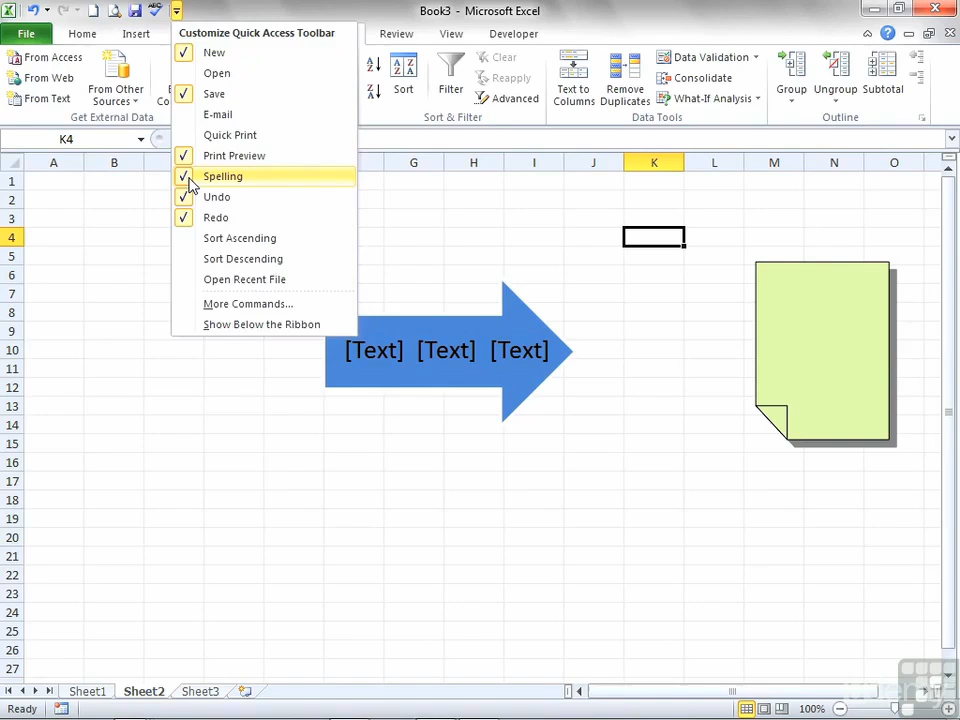 Book3 - Microsoft Excel
File Home Insert Review View Developer
Customize Quick Access Toolbar
New
Open
Save
E-mail
Quick Print
Print Preview
Spelling
Undo
Redo
Sort Ascending
Sort Descending
Open Recent File
More Commands...
Show Below the Ribbon
From Access
From Web
From Text
From Other
Sources
Get External Data
Sort
Filter
Clear
Reapply
Advanced
Sort & Filter
Text to
Columns
Remove
Duplicates
Data Validation
Consolidate
What-If Analysis
Data Tools
Group
Ungroup
Subtotal
Outline
K4
A B G H I J K L M N O
1
2
3
4
5
6
7
8
9
10
11
12
13
14
15
16
17
18
19
20
21
22
23
24
25
26
27
[Text] [Text] [Text]
Sheet1 Sheet2 Sheet3
Ready
100%